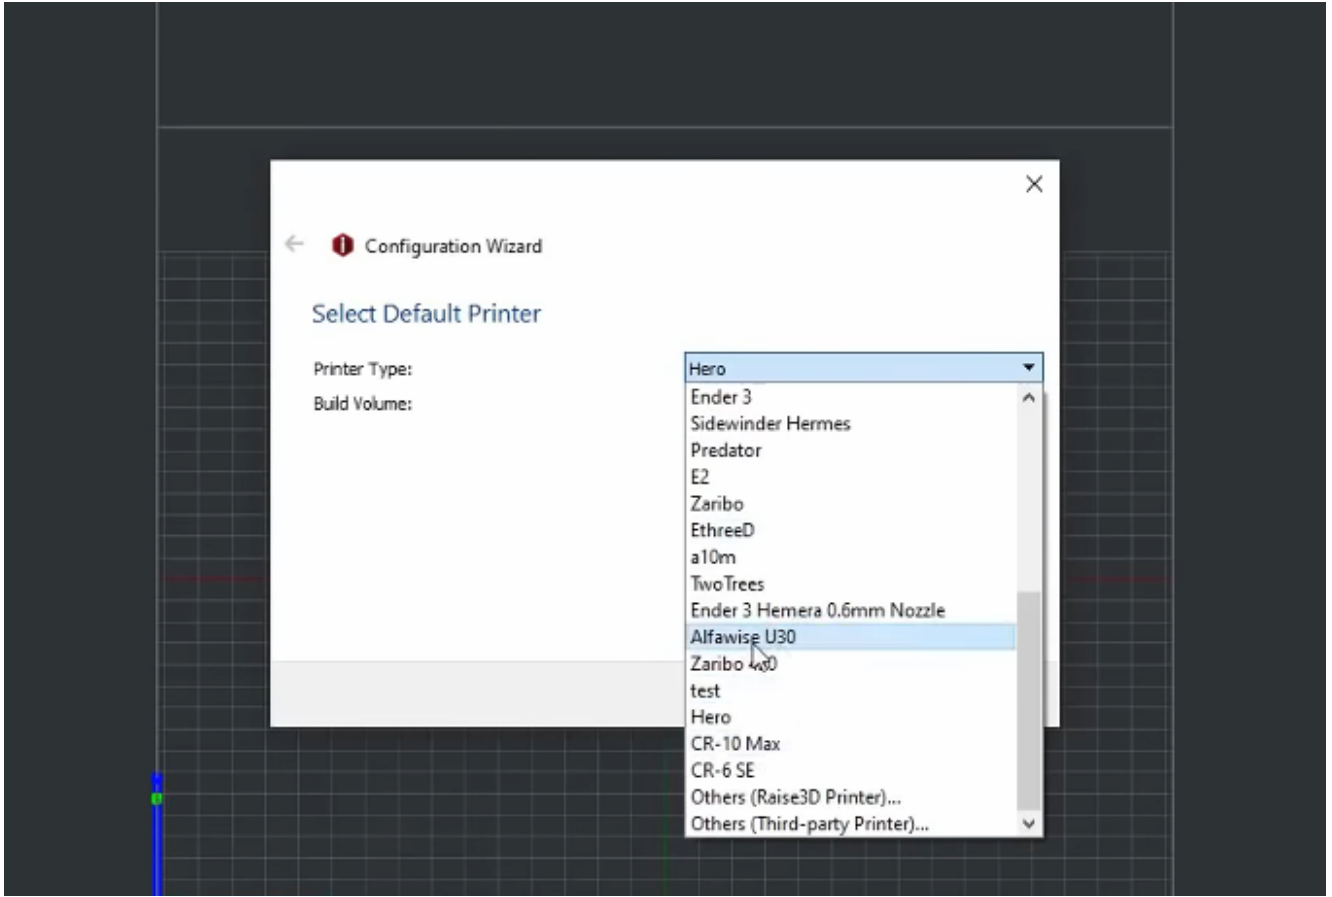 Configuration Wizard
Select Default Printer
Printer Type:
Hero
Build Volume:
Ender 3
Sidewinder Hermes
Predator
E2
Zaribo
EthreeD
a10m
TwoTrees
Ender 3 Hemera 0.6mm Nozzle
Alfawise U30
Zaribo
test
Hero
CR-10 Max
CR-6 SE
Others (Raise3D Printer)...
Others (Third-party Printer)...